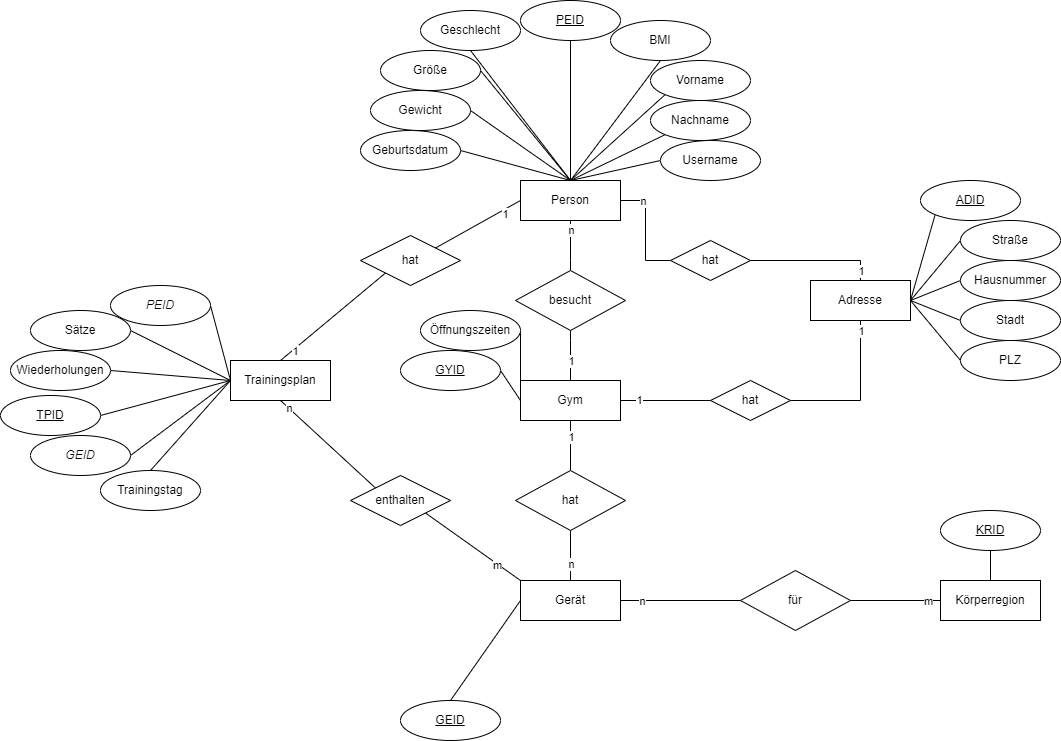 PEID
Geschlecht
BMI
Größe
Vorname
Gewicht
Nachname
Geburtsdatum
Username
Person
n
1
ADID
n
hat
hat
Straße
1
Hausnummer
besucht
Adresse
PEID
Stadt
Sätze
Öffnungszeiten
1
1
1
PLZ
Wiederholungen
GYID
Trainingsplan
Gym
1
hat
n
TPID
1
GEID
Trainingstag
enthalten
hat
KRID
m
n
Gerät
n
für
m
Körperregion
GEID